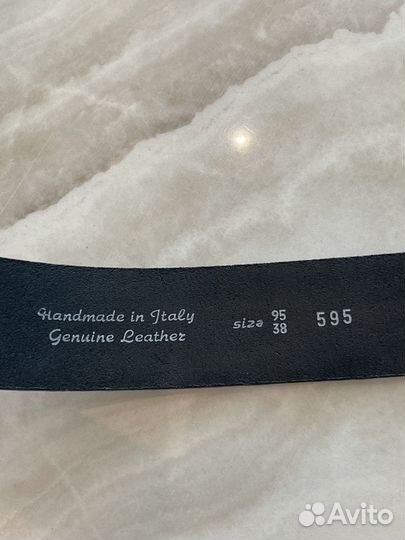 Handmade in Italy
Genuine Leather
size 95 38 595
Avito